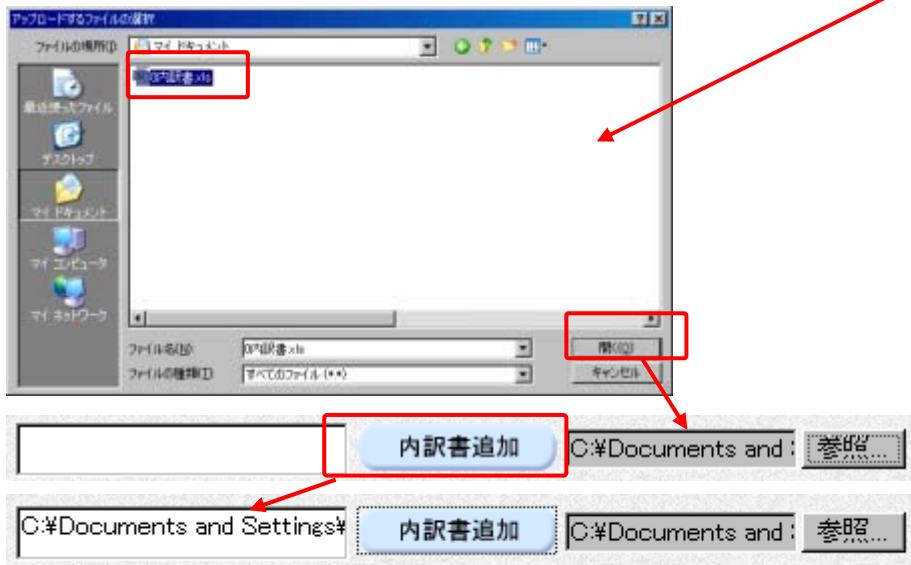 アップロードするファイルの選択
ファイルの場所(I):
マイ ドキュメント
内訳書.xls
最近使ったファイル
デスクトップ
マイ ドキュメント
マイ コンピュータ
マイ ネットワーク
ファイル名(N):
内訳書.xls
開く(O)
ファイルの種類(T):
すべてのファイル (*.*)
キャンセル
内訳書追加
C:¥Documents and
参照...
C:¥Documents and Settings¥
内訳書追加
C:¥Documents and
参照...